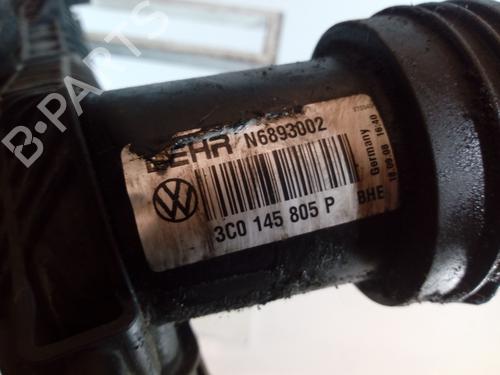 BEHR N6893002
3C0 145 805 P
BHE
Germany
B-PARTS